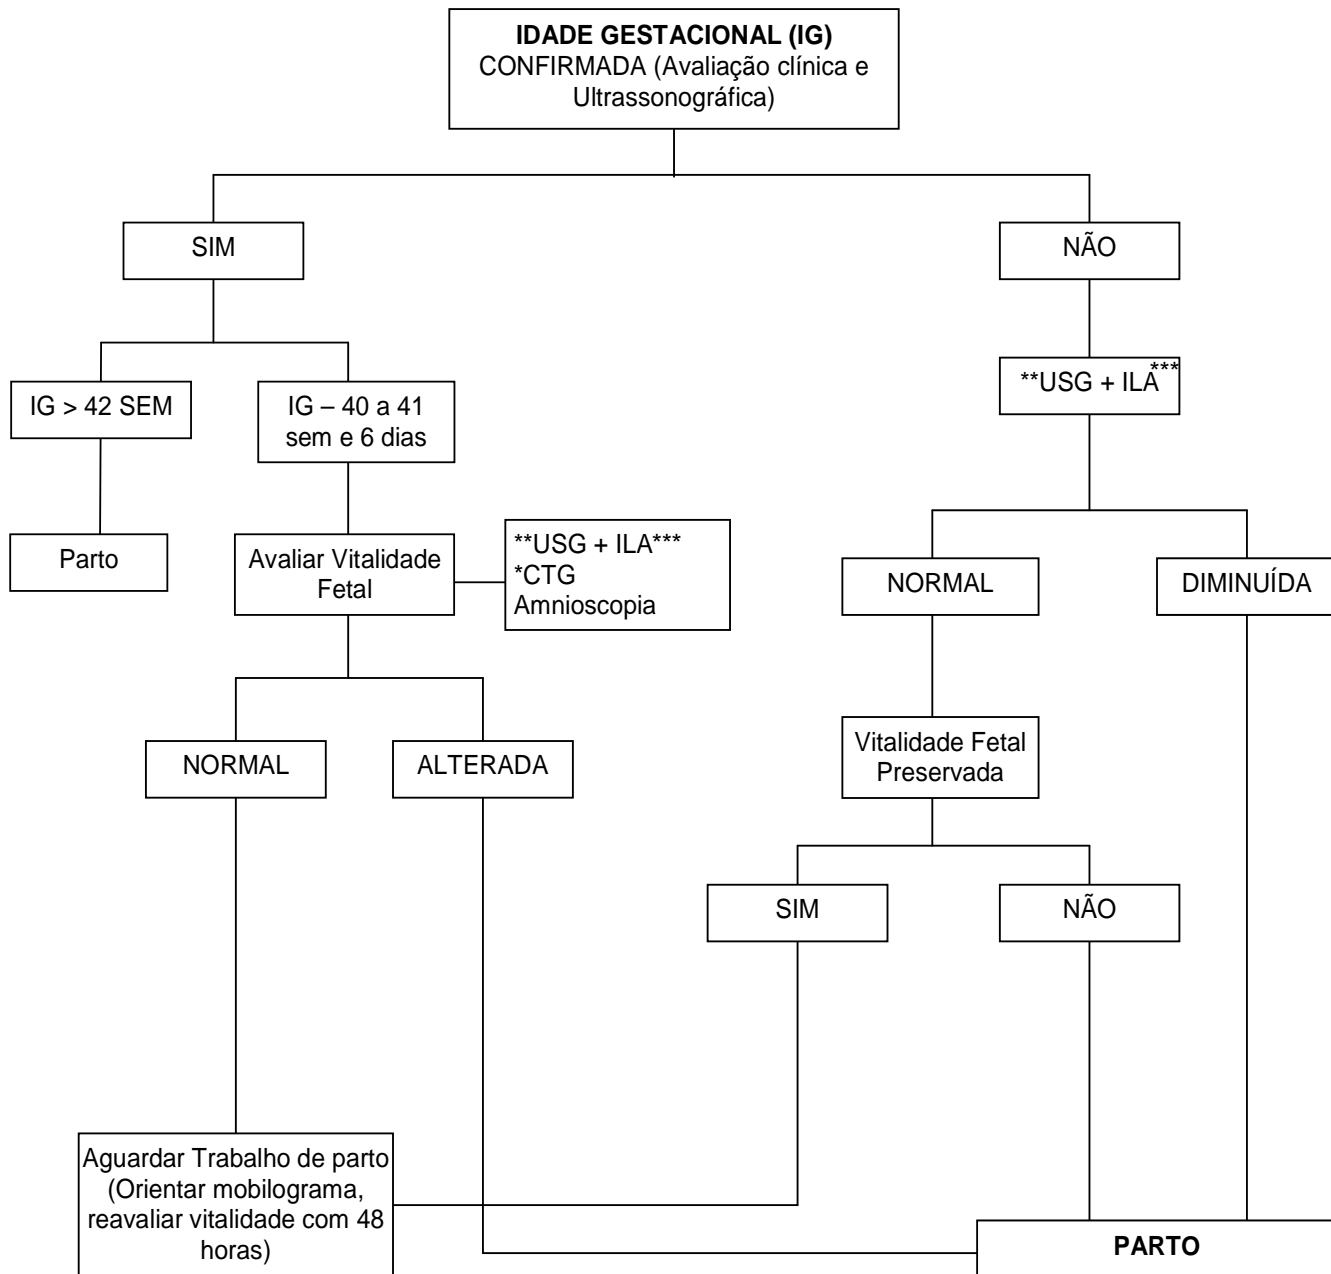 IDADE GESTACIONAL (IG)
CONFIRMADA (Avaliação clínica e
Ultrassonográfica)
SIM
NÃO
IG > 42 SEM
IG – 40 a 41
sem e 6 dias
**USG + ILA***
Parto
Avaliar Vitalidade
Fetal
**USG + ILA***
*CTG
Amnioscopia
NORMAL
DIMINUÍDA
NORMAL
ALTERADA
Vitalidade Fetal
Preservada
SIM
NÃO
Aguardar Trabalho de parto
(Orientar mobilograma,
reavaliar vitalidade com 48
horas)
PARTO